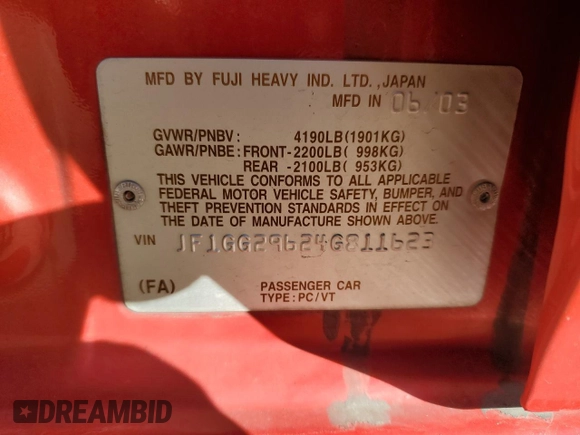 MFD BY FUJI HEAVY IND. LTD., JAPAN
MFD IN 06 '03
GVWR/PNBV: 4190LB(1901KG)
GAWR/PNBE: FRONT-2200LB( 998KG)
REAR -2100LB( 953KG)
THIS VEHICLE CONFORMS TO ALL APPLICABLE
FEDERAL MOTOR VEHICLE SAFETY, BUMPER, AND
THEFT PREVENTION STANDARDS IN EFFECT ON
THE DATE OF MANUFACTURE SHOWN ABOVE.
VIN JF1GG29624G811623
(FA) PASSENGER CAR
TYPE: PC/VT
DREAMBID